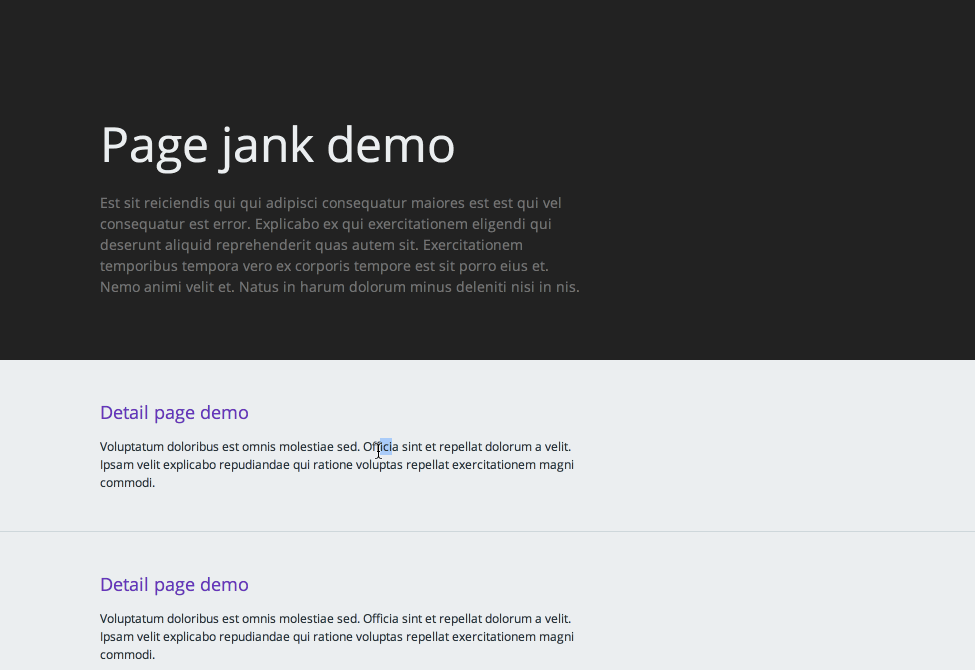 Page jank demo
Est sit reiciendis qui qui adipisci consequatur maiores est est qui vel
consequatur est error. Explicabo ex qui exercitationem eligendi qui
deserunt aliquid reprehenderit quas autem sit. Exercitationem
temporibus tempora vero ex corporis tempore est sit porro eius et.
Nemo animi velit et. Natus in harum dolorum minus deleniti nisi in nis.
Detail page demo
Voluptatum doloribus est omnis molestiae sed. Officia sint et repellat dolorum a velit.
Ipsam velit explicabo repudiandae qui ratione voluptas repellat exercitationem magni
commodi.
Detail page demo
Voluptatum doloribus est omnis molestiae sed. Officia sint et repellat dolorum a velit.
Ipsam velit explicabo repudiandae qui ratione voluptas repellat exercitationem magni
commodi.